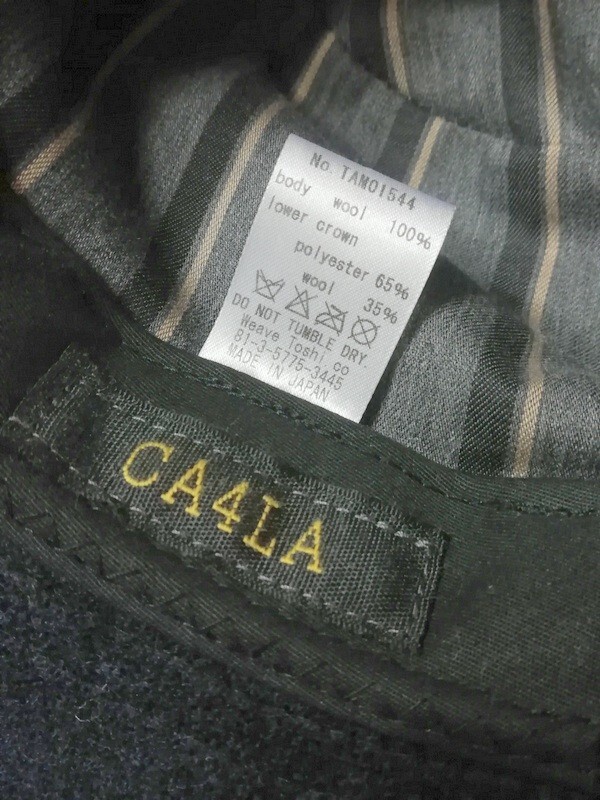 No. TAM01544
body wool 100%
lower crown
polyester 65%
wool 35%
DO NOT TUMBLE DRY.
Weave Toshi co
81-3-5775-3445
MADE IN JAPAN
CA4LA